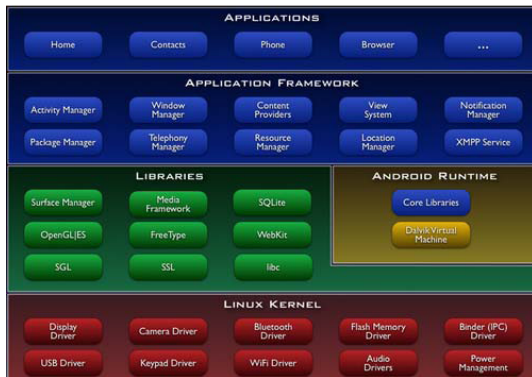 APPLICATIONS
Home
Contacts
Phone
Browser
...
APPLICATION FRAMEWORK
Activity Manager
Window
Manager
Content
Providers
View
System
Notification
Manager
Package Manager
Telephony
Manager
Resource
Manager
Location
Manager
XMPP Service
LIBRARIES
Surface Manager
Media
Framework
SQLite
OpenGL|ES
FreeType
WebKit
SGL
SSL
libc
ANDROID RUNTIME
Core Libraries
Dalvik Virtual
Machine
LINUX KERNEL
Display
Driver
Camera Driver
Bluetooth
Driver
Flash Memory
Driver
Binder (IPC)
Driver
USB Driver
Keypad Driver
WiFi Driver
Audio
Drivers
Power
Management